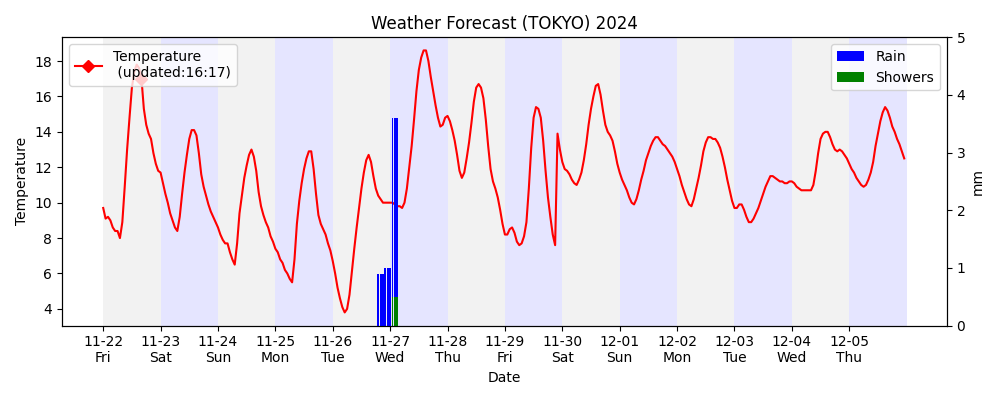 Weather Forecast (TOKYO) 2024
Temperature
(updated:16:17)
Rain
Showers
18
16
14
12
10
8
6
4
Temperature
5
4
3
2
1
0
mm
11-22 11-23 11-24 11-25 11-26 11-27 11-28 11-29 11-30 12-01 12-02 12-03 12-04 12-05
Fri Sat Sun Mon Tue Wed Thu Fri Sat Sun Mon Tue Wed Thu
Date